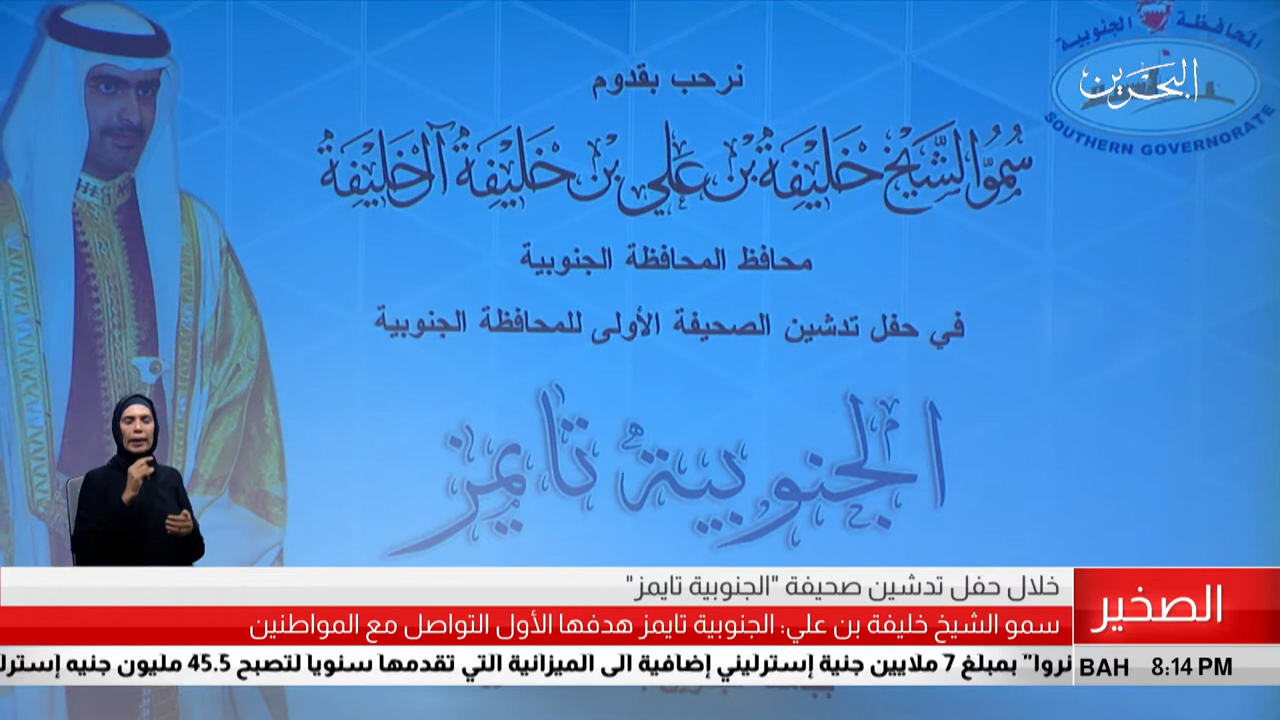 المحافظة الجنوبية
البحرين
SOUTHERN GOVERNORATE
نرحب بقدوم
سمو الشيخ خليفة بن علي بن خليفة آل خليفة
محافظ المحافظة الجنوبية
في حفل تدشين الصحيفة الأولى للمحافظة الجنوبية
الجنوبية تايمز
خلال حفل تدشين صحيفة "الجنوبية تايمز"
الصخير
سمو الشيخ خليفة بن علي: الجنوبية تايمز هدفها الأول التواصل مع المواطنين
نروا" بمبلغ 7 ملايين جنية إسترليني إضافية الى الميزانية التي تقدمها سنويا لتصبح 45.5 مليون جنيه إسترلي
BAH 8:14 PM